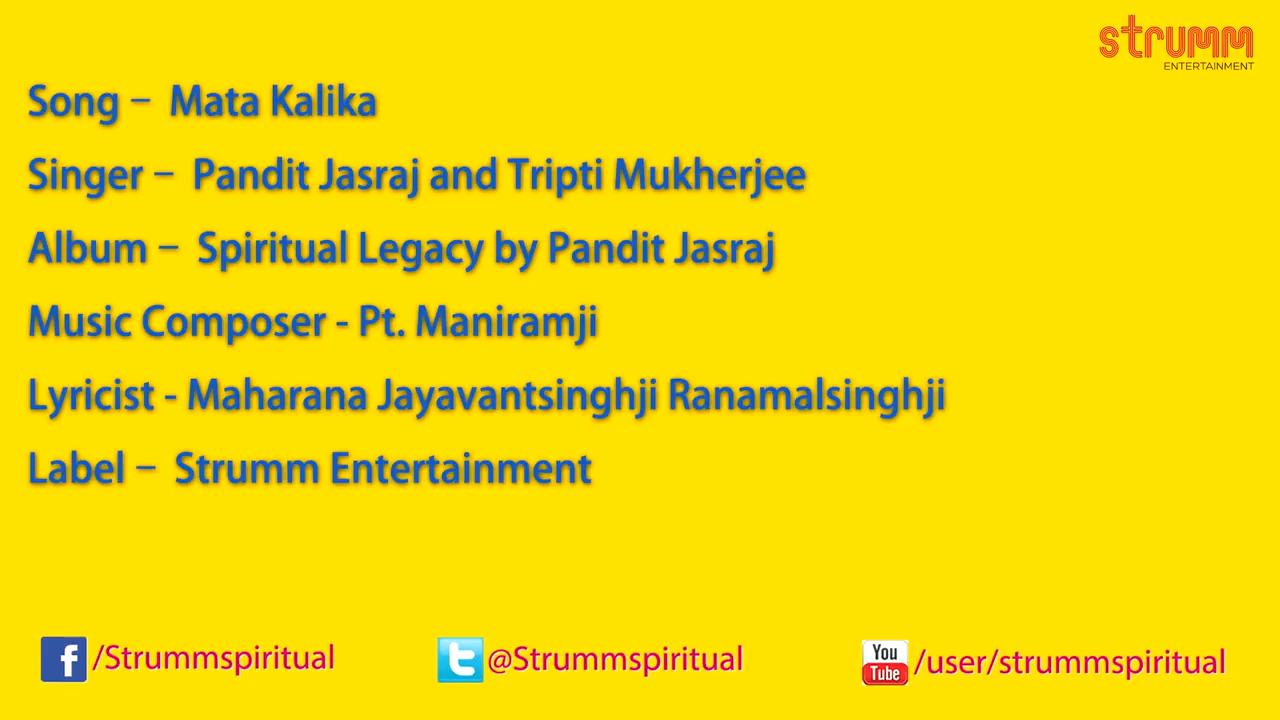 strumm
ENTERTAINMENT
Song – Mata Kalika
Singer – Pandit Jasraj and Tripti Mukherjee
Album – Spiritual Legacy by Pandit Jasraj
Music Composer - Pt. Maniramji
Lyricist - Maharana Jayavantsinghji Ranamalsinghji
Label – Strumm Entertainment
f /Strummspiritual
t @Strummspiritual
You Tube /user/strummspiritual